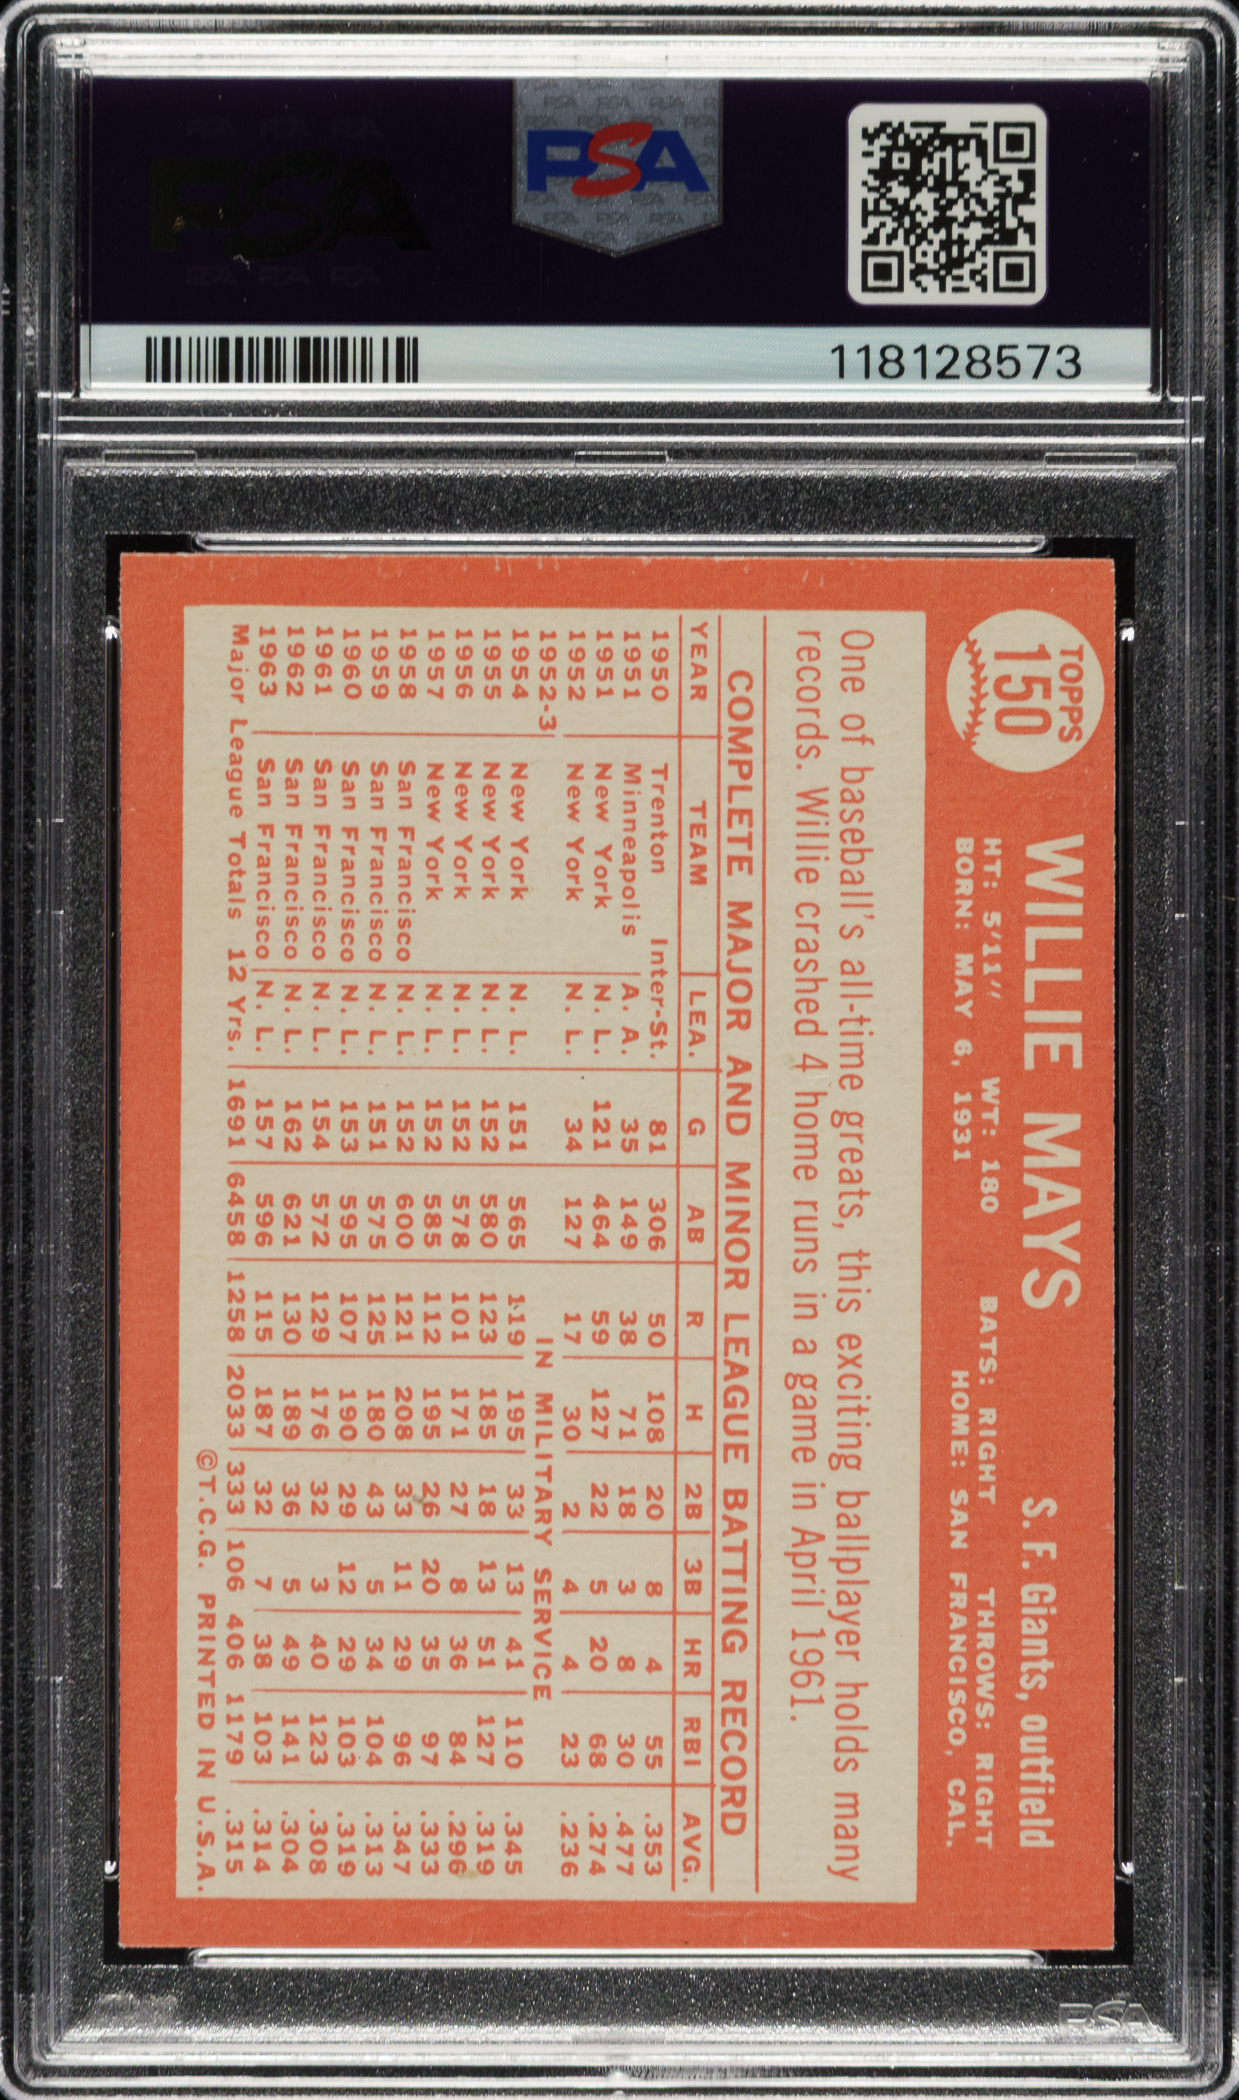 PSA
PSA
118128573
TOPPS
150
WILLIE MAYS
S. F. Giants, outfield
HT: 5'11" WT: 180 BATS: RIGHT THROWS: RIGHT
BORN: MAY 6, 1931 HOME: SAN FRANCISCO, CAL.
One of baseball's all-time greats, this exciting ballplayer holds many
records. Willie crashed 4 home runs in a game in April 1961.
COMPLETE MAJOR AND MINOR LEAGUE BATTING RECORD
YEAR TEAM LEA. G AB R H 2B 3B HR RBI AVG.
1950 Trenton Inter-St. 81 306 50 108 20 8 4 55 .353
1951 Minneapolis A. A. 35 149 38 71 18 3 8 30 .477
1951 New York N. L. 121 464 59 127 22 5 20 68 .274
1952 New York N. L. 34 127 17 30 2 4 4 23 .236
1952-3 IN MILITARY SERVICE
1954 New York N. L. 151 565 119 195 33 13 41 110 .345
1955 New York N. L. 152 580 123 185 18 13 51 127 .319
1956 New York N. L. 152 578 101 171 27 8 36 84 .296
1957 New York N. L. 152 585 112 195 26 20 35 97 .333
1958 San Francisco N. L. 152 600 121 208 33 11 29 96 .347
1959 San Francisco N. L. 151 575 125 180 43 5 34 104 .313
1960 San Francisco N. L. 153 595 107 190 29 12 29 103 .319
1961 San Francisco N. L. 154 572 129 176 32 3 40 123 .308
1962 San Francisco N. L. 162 621 130 189 36 5 49 141 .304
1963 San Francisco N. L. 157 596 115 187 32 7 38 103 .314
Major League Totals 12 Yrs. 1691 6458 1258 2033 333 106 406 1179 .315
©T.C.G. PRINTED IN U.S.A.
PSA